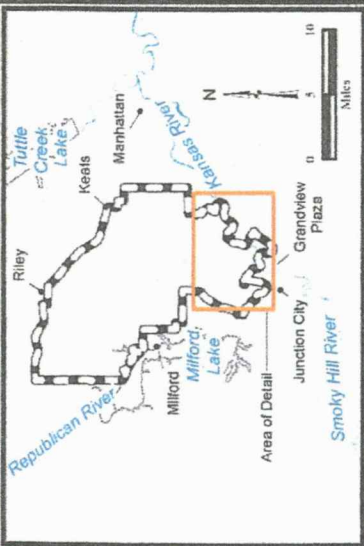 Tuttle
Creek
Lake
Riley
Keats
Manhattan
Republican River
Kansas River
Milford
Milford
Lake
N
Area of Detail
Grandview
Plaza
Junction City
Smoky Hill River
0 5 10
Miles